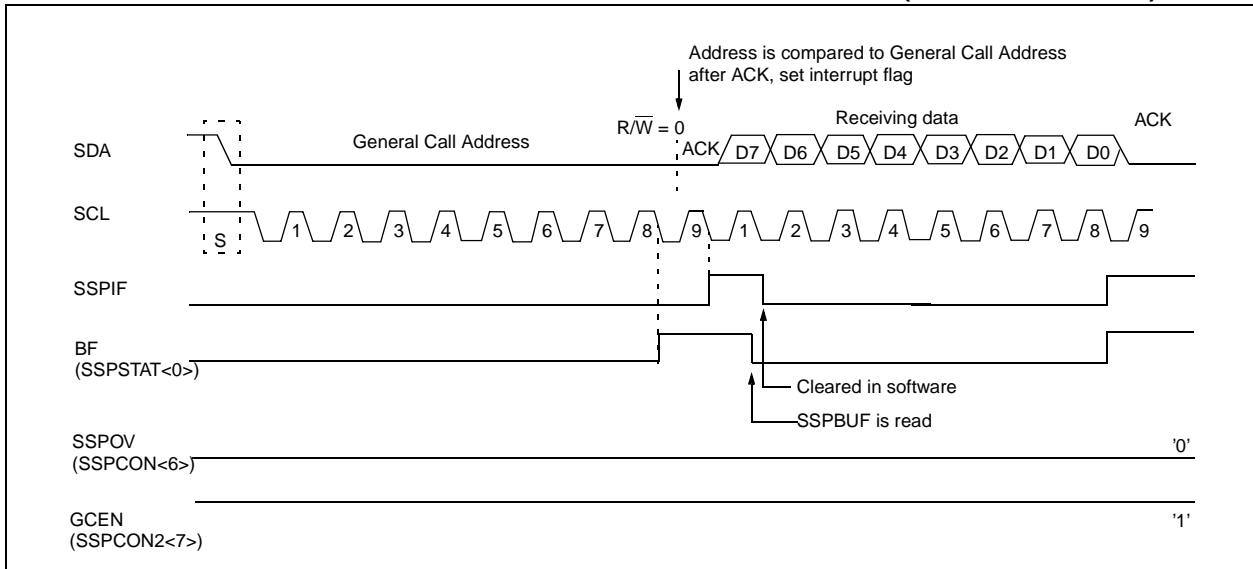 Address is compared to General Call Address
after ACK, set interrupt flag
R/W = 0
Receiving data
ACK
SDA
General Call Address
ACK
D7 D6 D5 D4 D3 D2 D1 D0
SCL
S
1 2 3 4 5 6 7 8 9 1 2 3 4 5 6 7 8 9
SSPIF
BF
(SSPSTAT<0>)
Cleared in software
SSPBUF is read
SSPOV
(SSPCON<6>)
'0'
GCEN
(SSPCON2<7>)
'1'